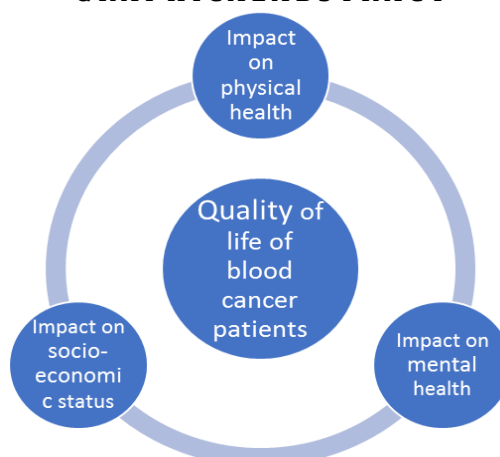 Impact
on
physical
health
Quality of
life of
blood
cancer
patients
Impact on
socio-
economi
c status
Impact on
mental
health